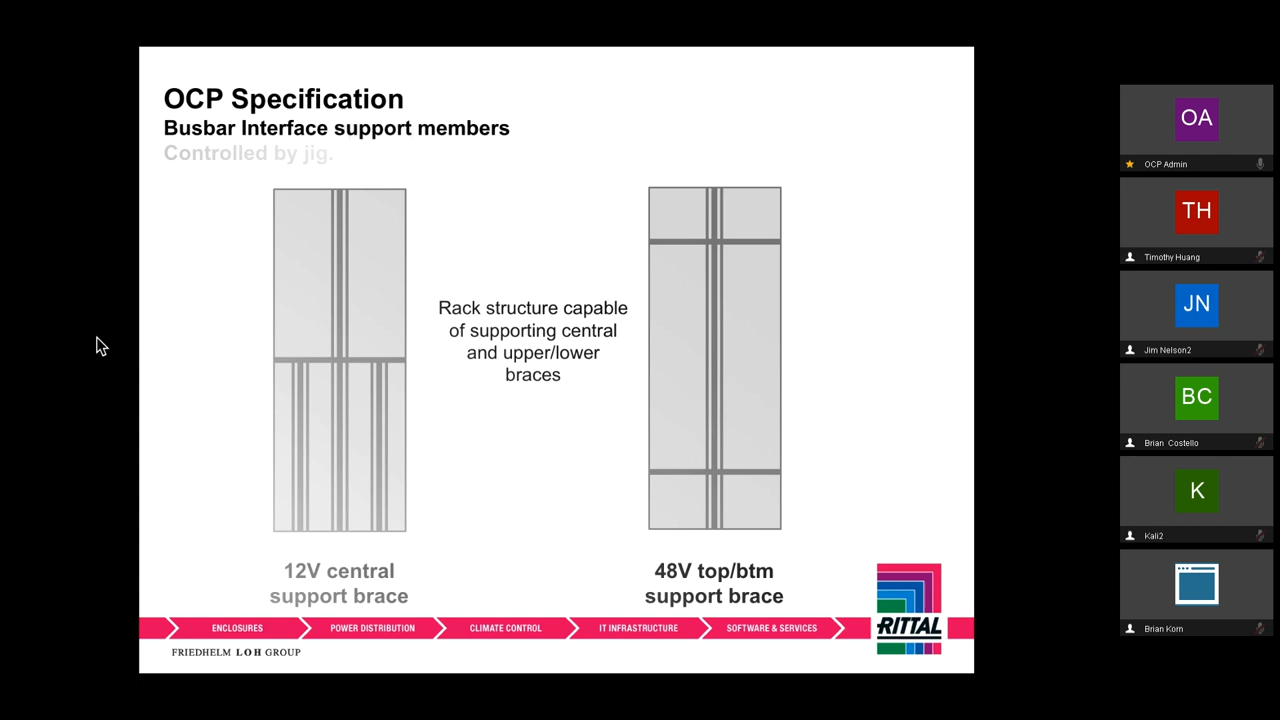 OCP Specification
Busbar Interface support members
Controlled by jig.
Rack structure capable
of supporting central
and upper/lower
braces
12V central
support brace
48V top/btm
support brace
ENCLOSURES
POWER DISTRIBUTION
CLIMATE CONTROL
IT INFRASTRUCTURE
SOFTWARE & SERVICES
RITTAL
FRIEDHELM LOH GROUP
OA
OCP Admin
TH
Timothy Huang
JN
Jim Nelson2
BC
Brian Costello
K
Kali2
Brian Korn